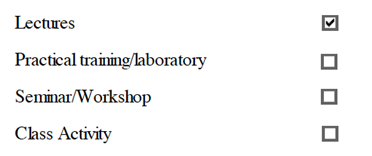 Lectures
Practical training/laboratory
Seminar/Workshop
Class Activity